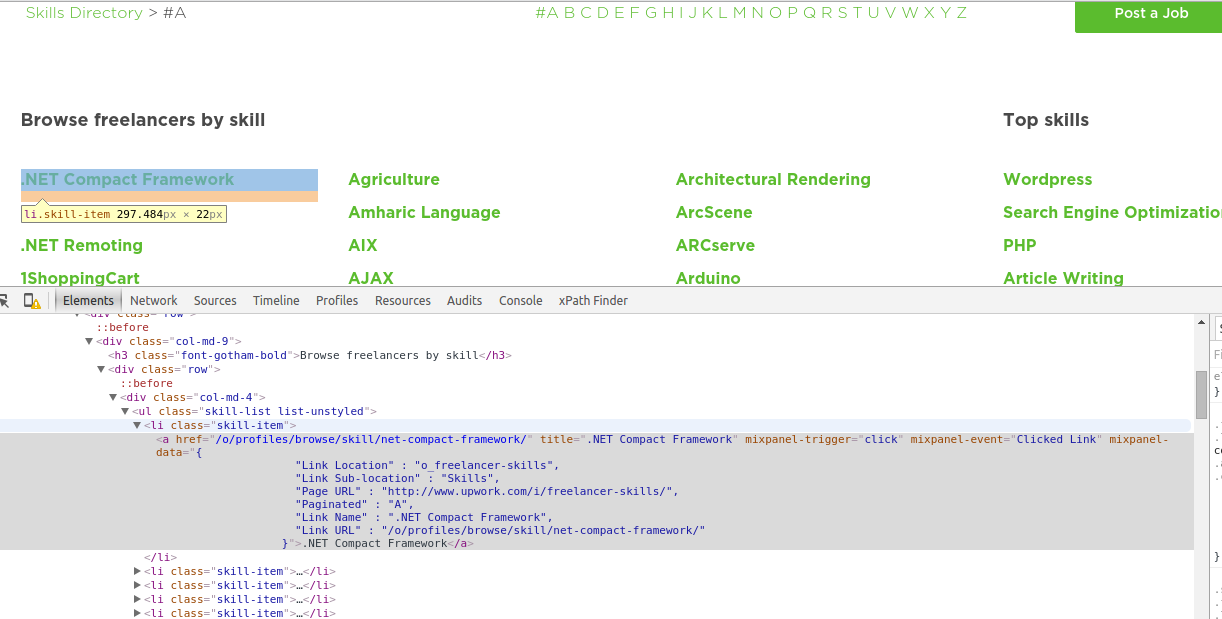 Skills Directory > #A
#A B C D E F G H I J K L M N O P Q R S T U V W X Y Z
Post a Job
Browse freelancers by skill
Top skills
.NET Compact Framework
Agriculture
Architectural Rendering
Wordpress
li.skill-item 297.484px × 22px
Amharic Language
ArcScene
Search Engine Optimizatio
.NET Remoting
AIX
ARCserve
PHP
1ShoppingCart
AJAX
Arduino
Article Writing
Elements Network Sources Timeline Profiles Resources Audits Console xPath Finder
<div class="row">
::before
<div class="col-md-9">
<h3 class="font-gotham-bold">Browse freelancers by skill</h3>
<div class="row">
::before
<div class="col-md-4">
<ul class="skill-list list-unstyled">
<li class="skill-item">
<a href="/o/profiles/browse/skill/net-compact-framework/" title=".NET Compact Framework" mixpanel-trigger="click" mixpanel-event="Clicked Link" mixpanel-
data="{
"Link Location" : "o_freelancer-skills",
"Link Sub-location" : "Skills",
"Page URL" : "http://www.upwork.com/i/freelancer-skills/",
"Paginated" : "A",
"Link Name" : ".NET Compact Framework",
"Link URL" : "/o/profiles/browse/skill/net-compact-framework/"
}">.NET Compact Framework</a>
</li>
<li class="skill-item">…</li>
<li class="skill-item">…</li>
<li class="skill-item">…</li>
<li class="skill-item">…</li>